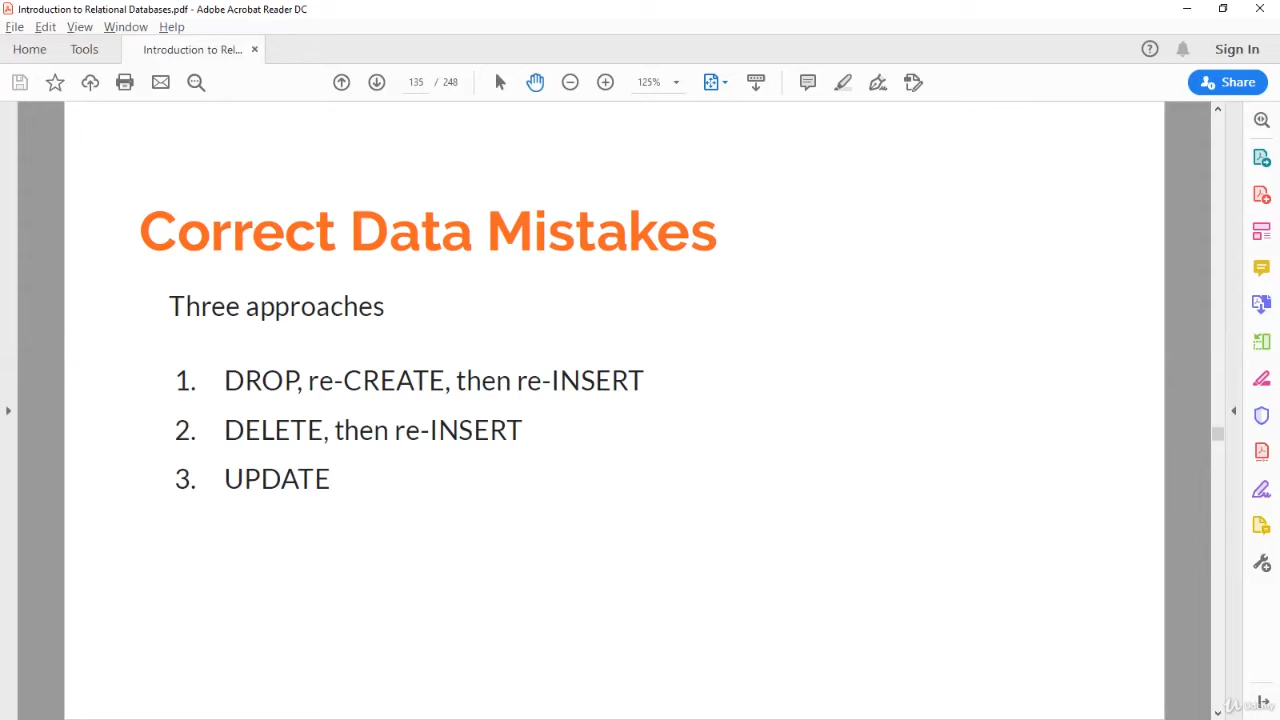 Introduction to Relational Databases.pdf - Adobe Acrobat Reader DC
File Edit View Window Help
Home Tools Introduction to Rel... × Sign In
135 / 248 125% Share
Correct Data Mistakes
Three approaches
1. DROP, re-CREATE, then re-INSERT
2. DELETE, then re-INSERT
3. UPDATE
Udemy